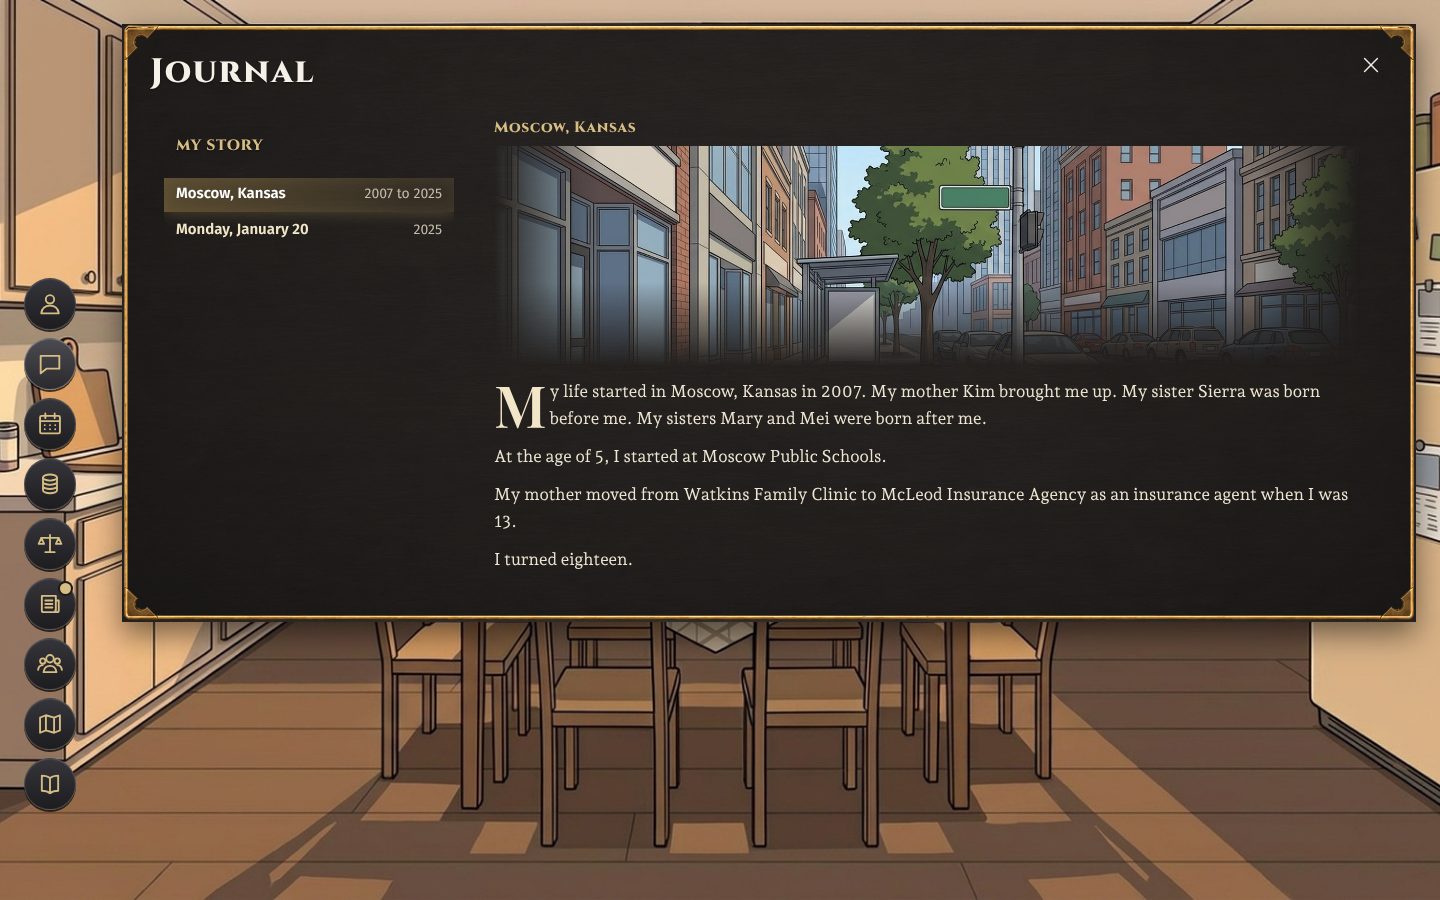 Journal
MY STORY
Moscow, Kansas 2007 to 2025
Monday, January 20 2025
Moscow, Kansas
My life started in Moscow, Kansas in 2007. My mother Kim brought me up. My sister Sierra was born
before me. My sisters Mary and Mei were born after me.
At the age of 5, I started at Moscow Public Schools.
My mother moved from Watkins Family Clinic to McLeod Insurance Agency as an insurance agent when I was
13.
I turned eighteen.